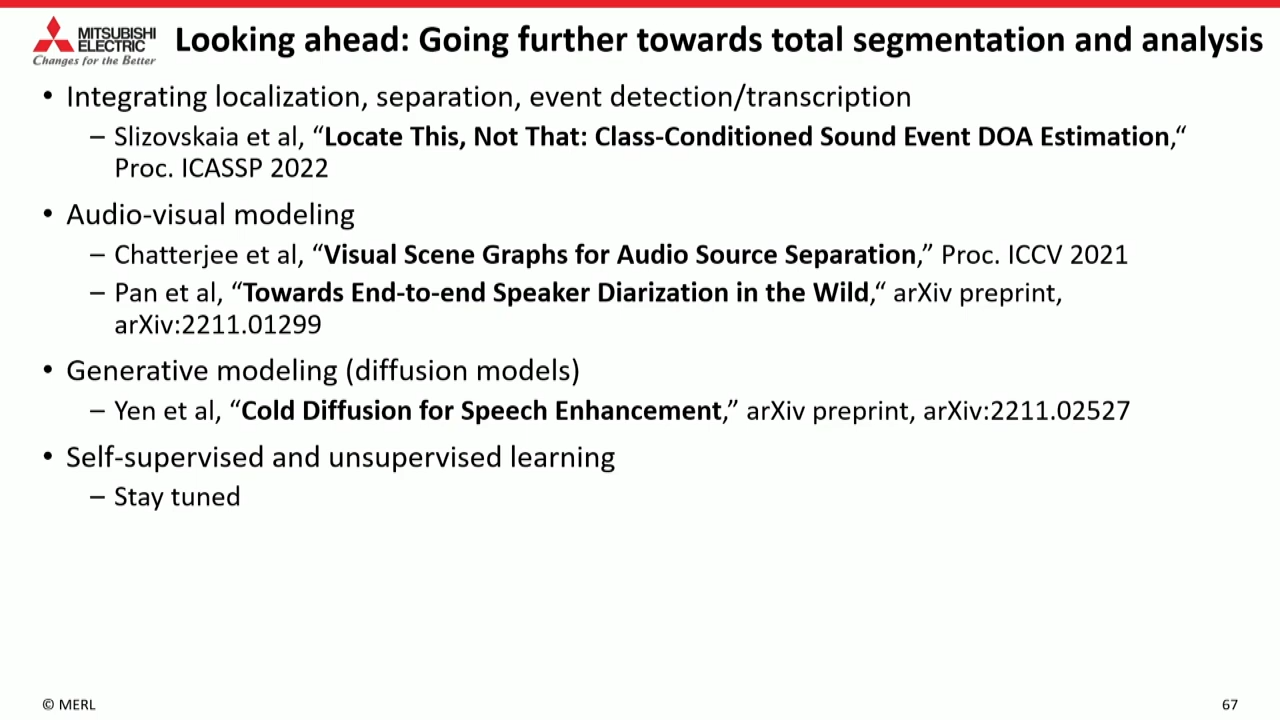 MITSUBISHI
ELECTRIC
Changes for the Better
Looking ahead: Going further towards total segmentation and analysis
• Integrating localization, separation, event detection/transcription
– Slizovskaia et al, “Locate This, Not That: Class-Conditioned Sound Event DOA Estimation,“
Proc. ICASSP 2022
• Audio-visual modeling
– Chatterjee et al, “Visual Scene Graphs for Audio Source Separation,” Proc. ICCV 2021
– Pan et al, “Towards End-to-end Speaker Diarization in the Wild,“ arXiv preprint,
arXiv:2211.01299
• Generative modeling (diffusion models)
– Yen et al, “Cold Diffusion for Speech Enhancement,” arXiv preprint, arXiv:2211.02527
• Self-supervised and unsupervised learning
– Stay tuned
© MERL
67